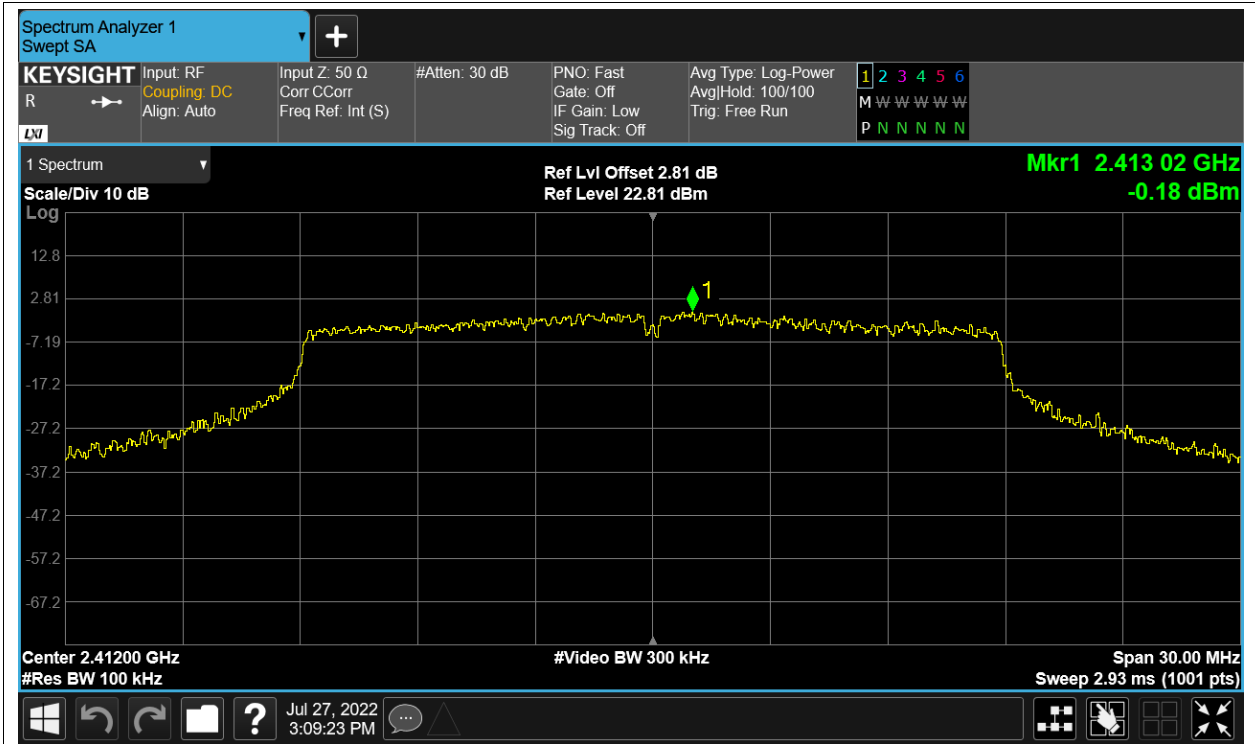 Spectrum Analyzer 1
Swept SA
KEYSIGHT
R
LXI
Input: RF
Coupling: DC
Align: Auto
Input Z: 50 Ω
Corr CCorr
Freq Ref: Int (S)
#Atten: 30 dB
PNO: Fast
Gate: Off
IF Gain: Low
Sig Track: Off
Avg Type: Log-Power
Avg|Hold: 100/100
Trig: Free Run
1 2 3 4 5 6
M W W W W W
P N N N N N
1 Spectrum
Scale/Div 10 dB
Log
Ref Lvl Offset 2.81 dB
Ref Level 22.81 dBm
Mkr1 2.413 02 GHz
-0.18 dBm
12.8
2.81
1
-7.19
-17.2
-27.2
-37.2
-47.2
-57.2
-67.2
Center 2.41200 GHz
#Res BW 100 kHz
#Video BW 300 kHz
Span 30.00 MHz
Sweep 2.93 ms (1001 pts)
?
Jul 27, 2022
3:09:23 PM